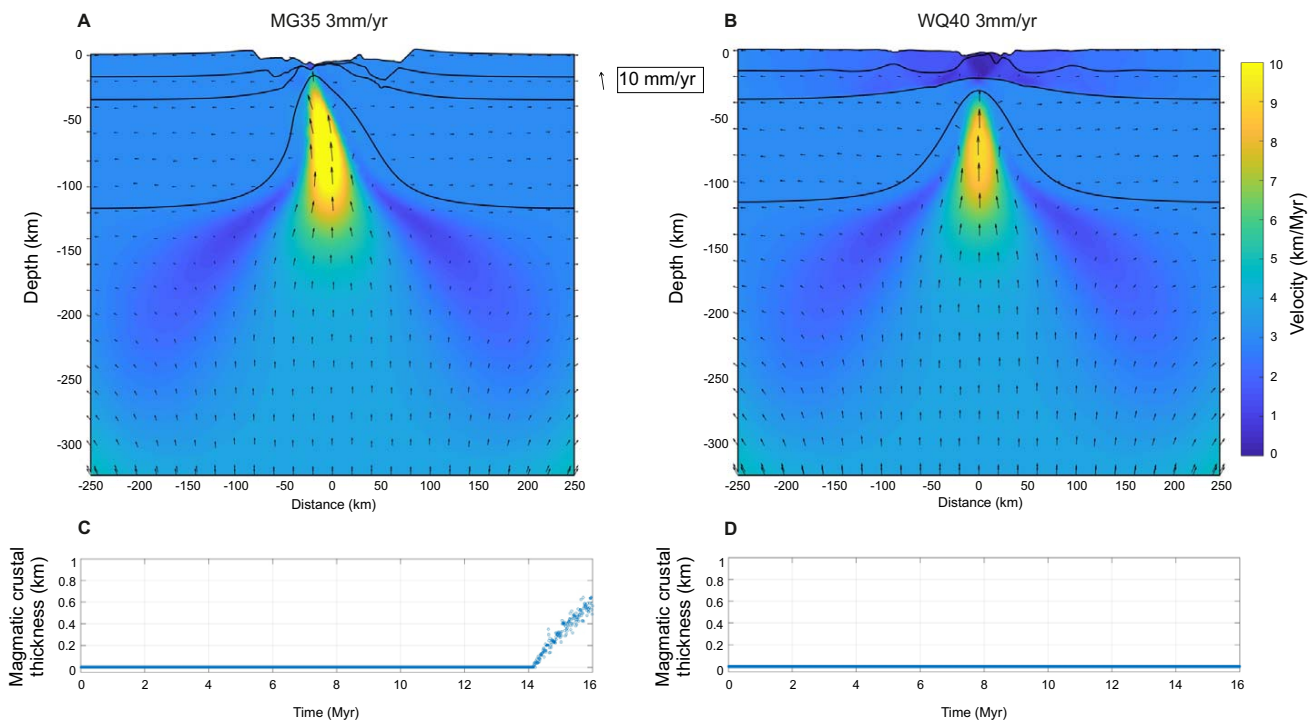 A
MG35 3mm/yr
B
WQ40 3mm/yr
10 mm/yr
0
-50
-100
-150
-200
-250
-300
Depth (km)
-250 -200 -150 -100 -50 0 50 100 150 200 250
Distance (km)
0
-50
-100
-150
-200
-250
-300
Depth (km)
-250 -200 -150 -100 -50 0 50 100 150 200 250
Distance (km)
10
9
8
7
6
5
4
3
2
1
0
Velocity (km/Myr)
C
Magmatic crustal
thickness (km)
1
0.8
0.6
0.4
0.2
0
0 2 4 6 8 10 12 14 16
Time (Myr)
D
Magmatic crustal
thickness (km)
1
0.8
0.6
0.4
0.2
0
0 2 4 6 8 10 12 14 16
Time (Myr)